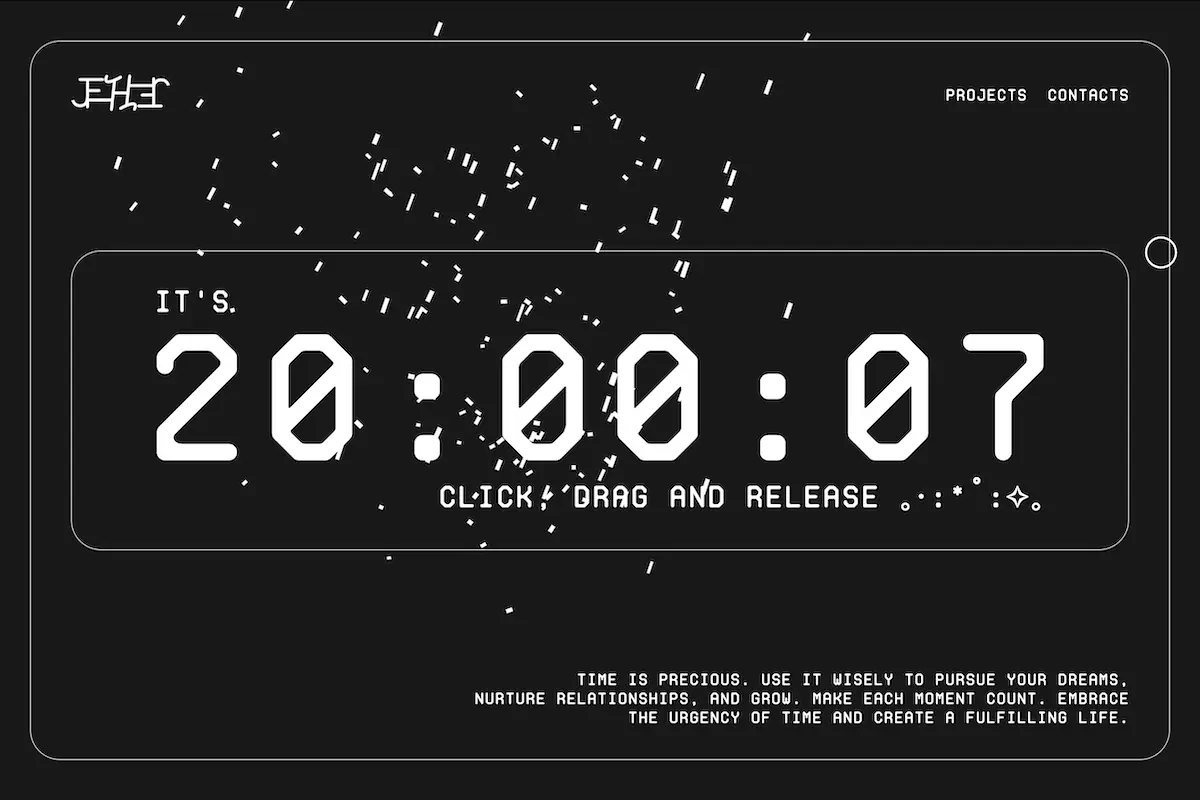 JETHER
PROJECTS CONTACTS
IT'S.
20:00:07
CLICK, DRAG AND RELEASE 。･:*˚:✧。
TIME IS PRECIOUS. USE IT WISELY TO PURSUE YOUR DREAMS,
NURTURE RELATIONSHIPS, AND GROW. MAKE EACH MOMENT COUNT. EMBRACE
THE URGENCY OF TIME AND CREATE A FULFILLING LIFE.